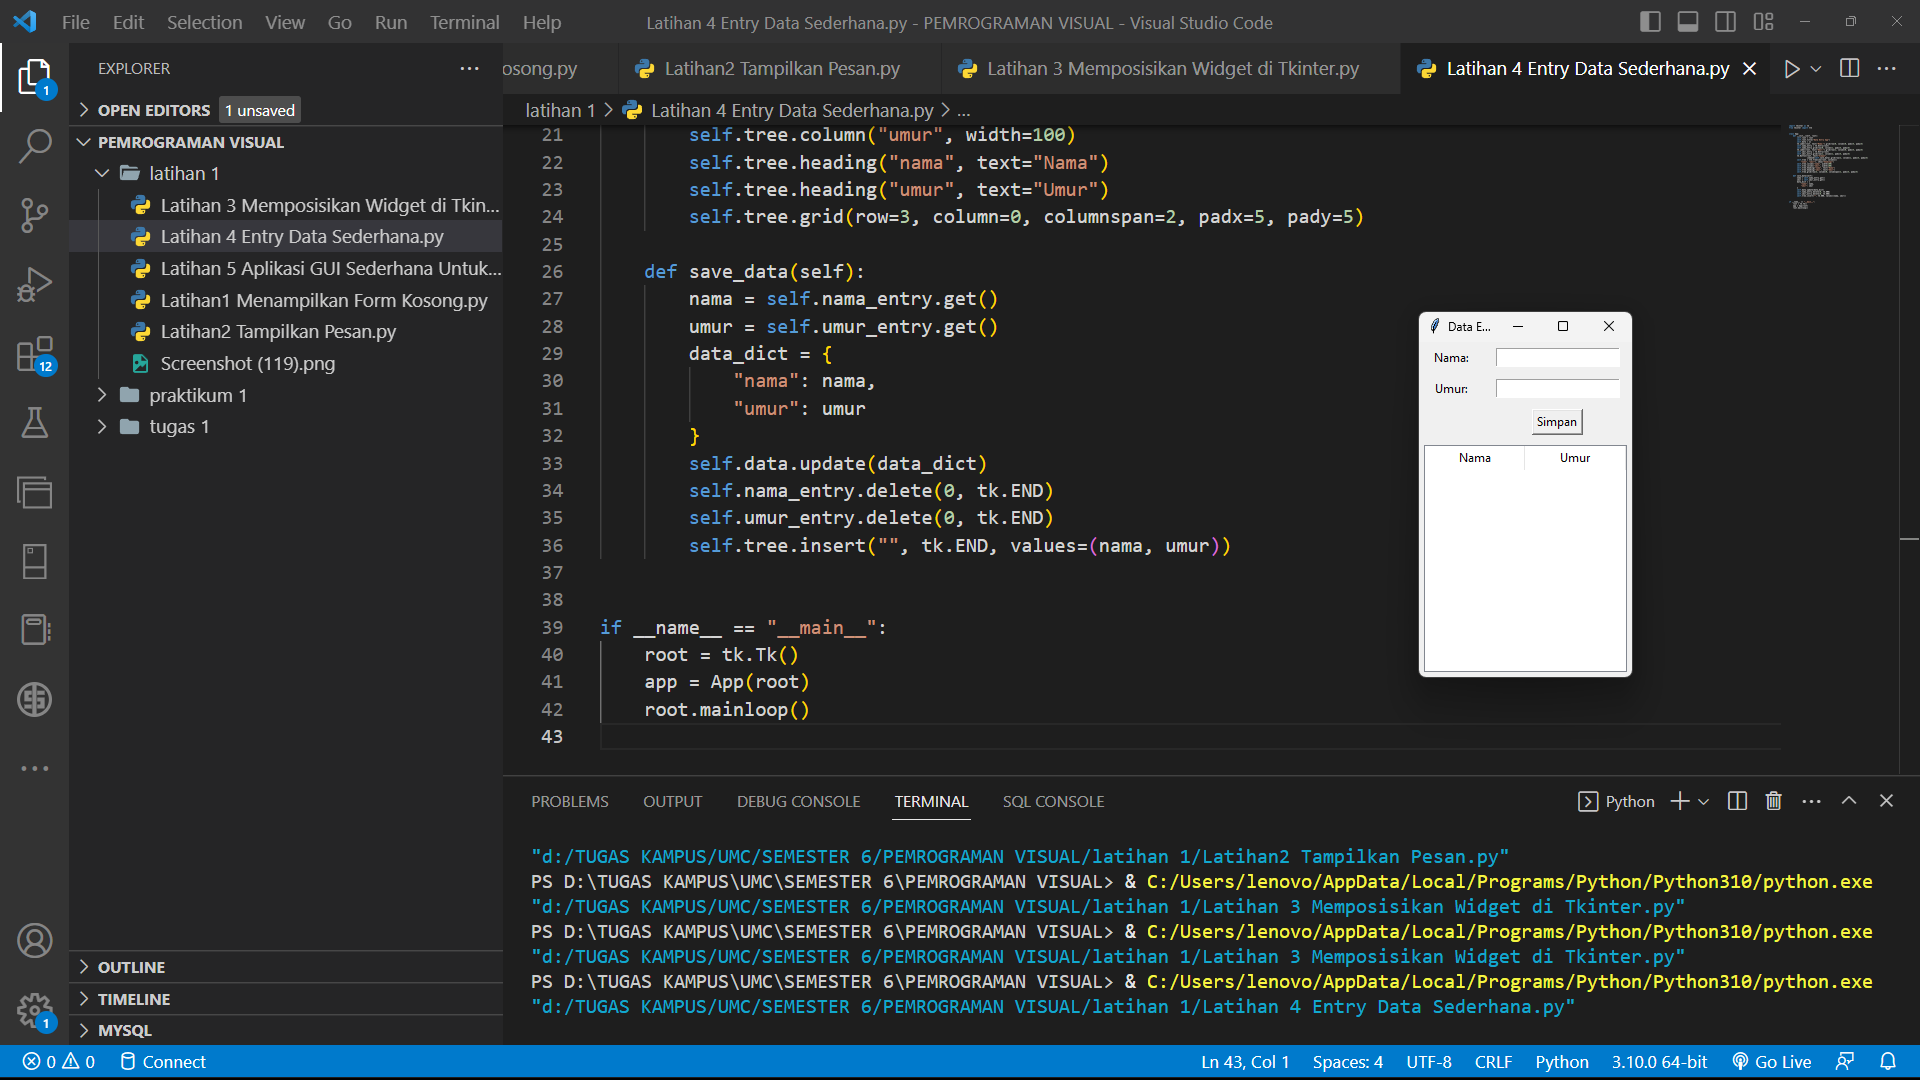 File Edit Selection View Go Run Terminal Help
Latihan 4 Entry Data Sederhana.py - PEMROGRAMAN VISUAL - Visual Studio Code
EXPLORER
OPEN EDITORS 1 unsaved
PEMROGRAMAN VISUAL
latihan 1
Latihan 3 Memposisikan Widget di Tkin...
Latihan 4 Entry Data Sederhana.py
Latihan 5 Aplikasi GUI Sederhana Untuk...
Latihan1 Menampilkan Form Kosong.py
Latihan2 Tampilkan Pesan.py
Screenshot (119).png
praktikum 1
tugas 1
OUTLINE
TIMELINE
MYSQL
1
12
1
osong.py
Latihan2 Tampilkan Pesan.py
Latihan 3 Memposisikan Widget di Tkinter.py
Latihan 4 Entry Data Sederhana.py
latihan 1 > Latihan 4 Entry Data Sederhana.py > ...
21 self.tree.column("umur", width=100)
22 self.tree.heading("nama", text="Nama")
23 self.tree.heading("umur", text="Umur")
24 self.tree.grid(row=3, column=0, columnspan=2, padx=5, pady=5)
25
26 def save_data(self):
27 nama = self.nama_entry.get()
28 umur = self.umur_entry.get()
29 data_dict = {
30 "nama": nama,
31 "umur": umur
32 }
33 self.data.update(data_dict)
34 self.nama_entry.delete(0, tk.END)
35 self.umur_entry.delete(0, tk.END)
36 self.tree.insert("", tk.END, values=(nama, umur))
37
38
39 if __name__ == "__main__":
40 root = tk.Tk()
41 app = App(root)
42 root.mainloop()
43
Data E...
Nama:
Umur:
Simpan
Nama Umur
PROBLEMS OUTPUT DEBUG CONSOLE TERMINAL SQL CONSOLE
Python
"d:/TUGAS KAMPUS/UMC/SEMESTER 6/PEMROGRAMAN VISUAL/latihan 1/Latihan2 Tampilkan Pesan.py"
PS D:\TUGAS KAMPUS\UMC\SEMESTER 6\PEMROGRAMAN VISUAL> & C:/Users/lenovo/AppData/Local/Programs/Python/Python310/python.exe
"d:/TUGAS KAMPUS/UMC/SEMESTER 6/PEMROGRAMAN VISUAL/latihan 1/Latihan 3 Memposisikan Widget di Tkinter.py"
PS D:\TUGAS KAMPUS\UMC\SEMESTER 6\PEMROGRAMAN VISUAL> & C:/Users/lenovo/AppData/Local/Programs/Python/Python310/python.exe
"d:/TUGAS KAMPUS/UMC/SEMESTER 6/PEMROGRAMAN VISUAL/latihan 1/Latihan 3 Memposisikan Widget di Tkinter.py"
PS D:\TUGAS KAMPUS\UMC\SEMESTER 6\PEMROGRAMAN VISUAL> & C:/Users/lenovo/AppData/Local/Programs/Python/Python310/python.exe
"d:/TUGAS KAMPUS/UMC/SEMESTER 6/PEMROGRAMAN VISUAL/latihan 1/Latihan 4 Entry Data Sederhana.py"
0 0 Connect
Ln 43, Col 1 Spaces: 4 UTF-8 CRLF Python 3.10.0 64-bit Go Live